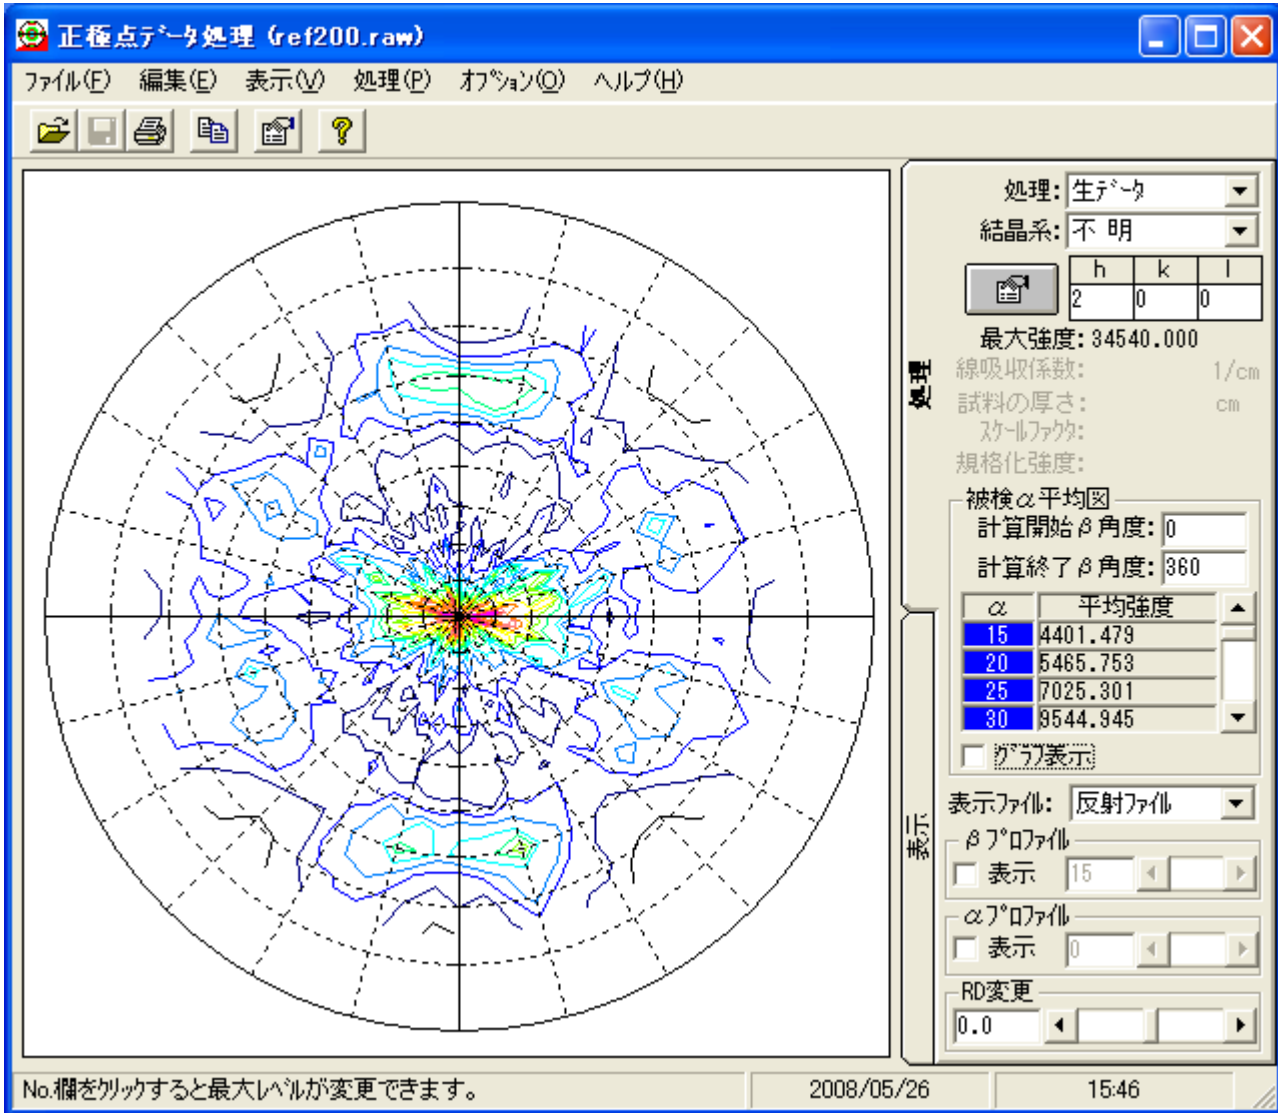 正極点ﾃﾞｰﾀ処理 (ref200.raw)
ﾌｧｲﾙ(F) 編集(E) 表示(V) 処理(P) ｵﾌﾟｼｮﾝ(O) ﾍﾙﾌﾟ(H)
処理: 生ﾃﾞｰﾀ
結晶系: 不 明
h k l
2 0 0
最大強度: 34540.000
線吸収係数: 1/cm
試料の厚さ: cm
ｽｹｰﾙﾌｧｸﾀ:
規格化強度:
被検α平均図
計算開始β角度: 0
計算終了β角度: 360
α 平均強度
15 4401.479
20 5465.753
25 7025.301
30 9544.945
ｸﾞﾗﾌ表示
表示ﾌｧｲﾙ: 反射ﾌｧｲﾙ
βﾌﾟﾛﾌｧｲﾙ
表示 15
αﾌﾟﾛﾌｧｲﾙ
表示 0
RD変更
0.0
処理
表示
No.欄をｸﾘｯｸすると最大ﾚﾍﾞﾙが変更できます。 2008/05/26 15:46